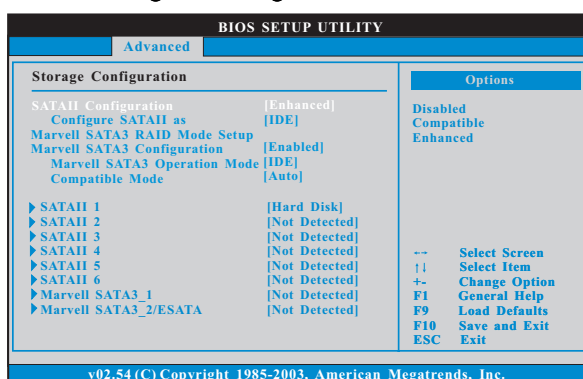 BIOS SETUP UTILITY
Advanced
Storage Configuration
SATAII Configuration [Enhanced]
Configure SATAII as [IDE]
Marvell SATA3 RAID Mode Setup
Marvell SATA3 Configuration [Enabled]
Marvell SATA3 Operation Mode [IDE]
Compatible Mode [Auto]
SATAII 1 [Hard Disk]
SATAII 2 [Not Detected]
SATAII 3 [Not Detected]
SATAII 4 [Not Detected]
SATAII 5 [Not Detected]
SATAII 6 [Not Detected]
Marvell SATA3_1 [Not Detected]
Marvell SATA3_2/ESATA [Not Detected]
Options
Disabled
Compatible
Enhanced
↔ Select Screen
↑↓ Select Item
+- Change Option
F1 General Help
F9 Load Defaults
F10 Save and Exit
ESC Exit
v02.54 (C) Copyright 1985-2003, American Megatrends, Inc.